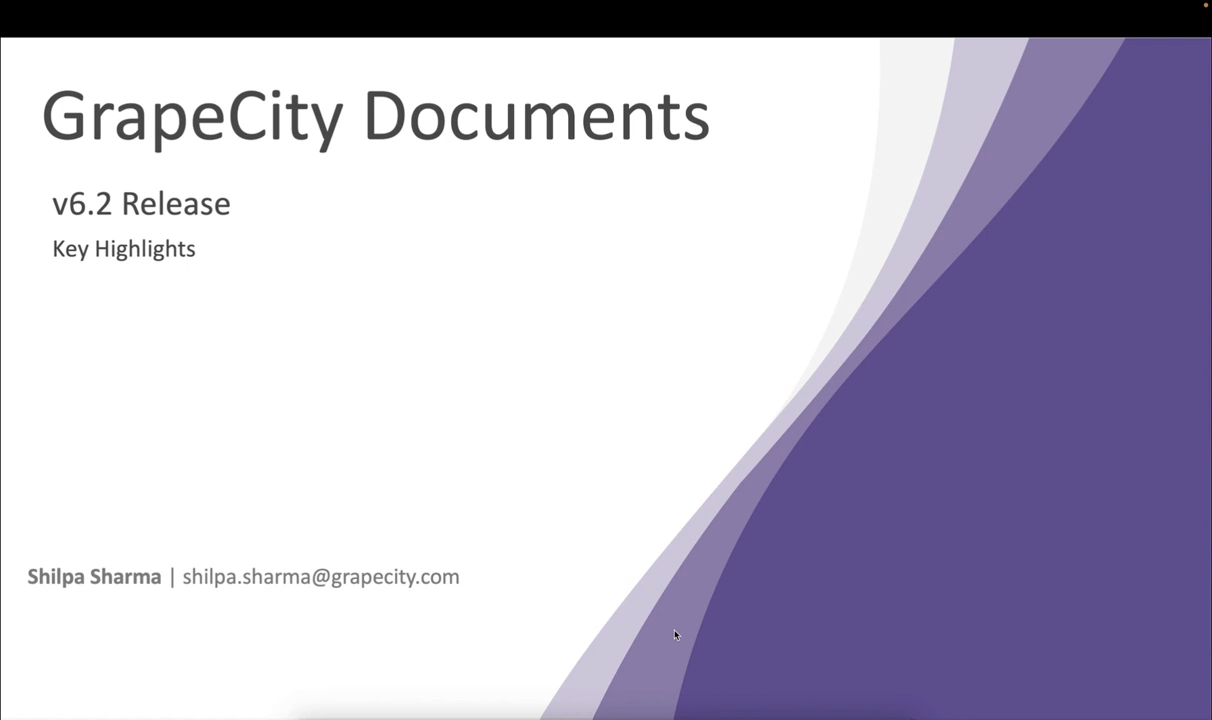 GrapeCity Documents
v6.2 Release
Key Highlights
Shilpa Sharma | shilpa.sharma@grapecity.com